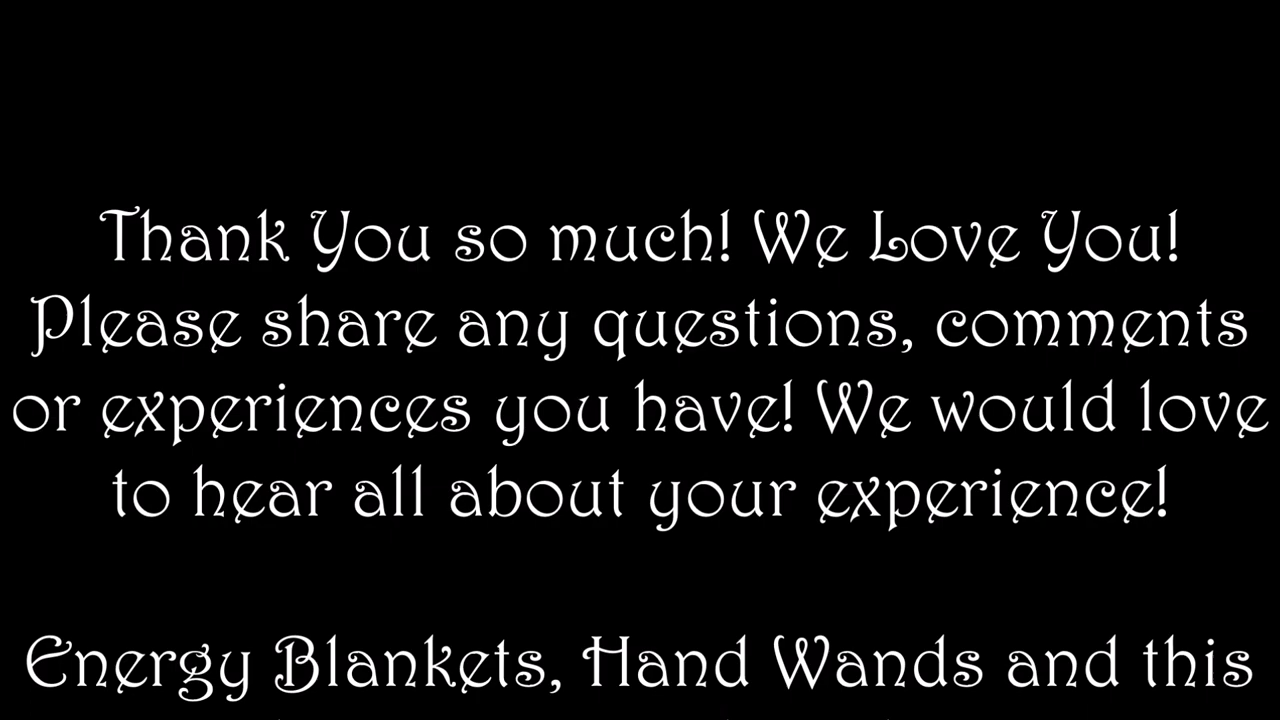 Thank You so much! We Love You!
Please share any questions, comments
or experiences you have! We would love
to hear all about your experience!
Energy Blankets, Hand Wands and this